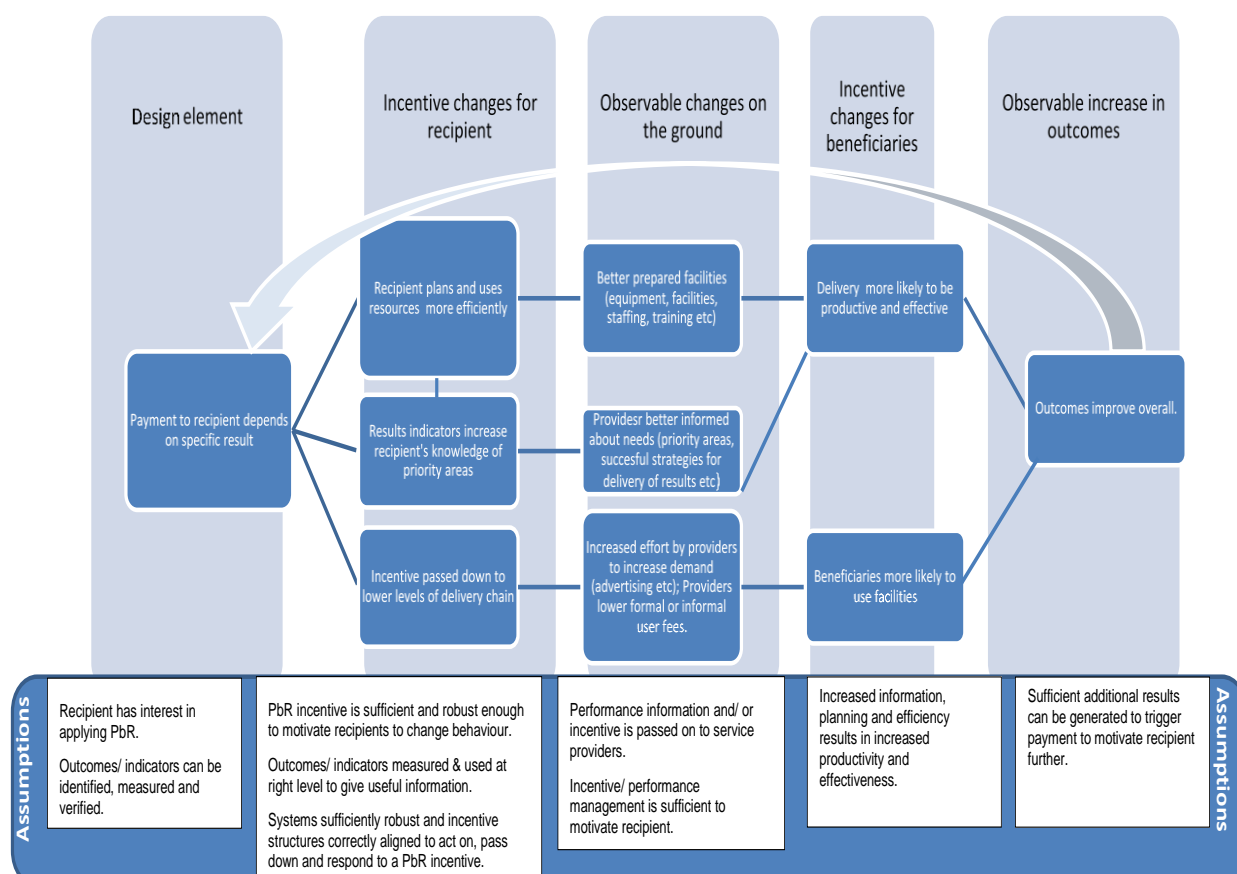 Design element
Incentive changes for
recipient
Observable changes on
the ground
Incentive
changes for
beneficiaries
Observable increase in
outcomes
Payment to recipient depends
on specific result
Recipient plans and uses
resources more efficiently
Results indicators increase
recipient's knowledge of
priority areas
Incentive passed down to
lower levels of delivery chain
Better prepared facilities
(equipment, facilities,
staffing, training etc)
Providesr better informed
about needs (priority areas,
succesful strategies for
delivery of results etc)
Increased effort by providers
to increase demand
(advertising etc); Providers
lower formal or informal
user fees.
Delivery more likely to be
productive and effective
Beneficiaries more likely to
use facilities
Outcomes improve overall.
Assumptions
Recipient has interest in
applying PbR.
Outcomes/ indicators can be
identified, measured and
verified.
PbR incentive is sufficient and robust enough
to motivate recipients to change behaviour.
Outcomes/ indicators measured & used at
right level to give useful information.
Systems sufficiently robust and incentive
structures correctly aligned to act on, pass
down and respond to a PbR incentive.
Performance information and/ or
incentive is passed on to service
providers.
Incentive/ performance
management is sufficient to
motivate recipient.
Increased information,
planning and efficiency
results in increased
productivity and
effectiveness.
Sufficient additional results
can be generated to trigger
payment to motivate recipient
further.
Assumptions